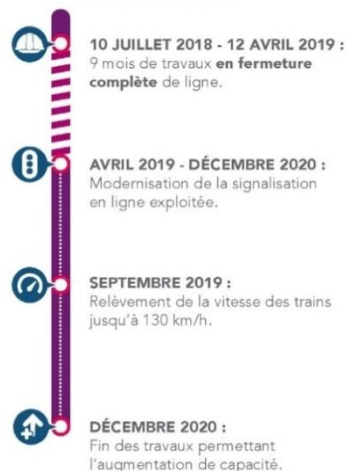 10 JUILLET 2018 - 12 AVRIL 2019 :
9 mois de travaux en fermeture
complète de ligne.
AVRIL 2019 - DÉCEMBRE 2020 :
Modernisation de la signalisation
en ligne exploitée.
SEPTEMBRE 2019 :
Relèvement de la vitesse des trains
jusqu'à 130 km/h.
DÉCEMBRE 2020 :
Fin des travaux permettant
l'augmentation de capacité.